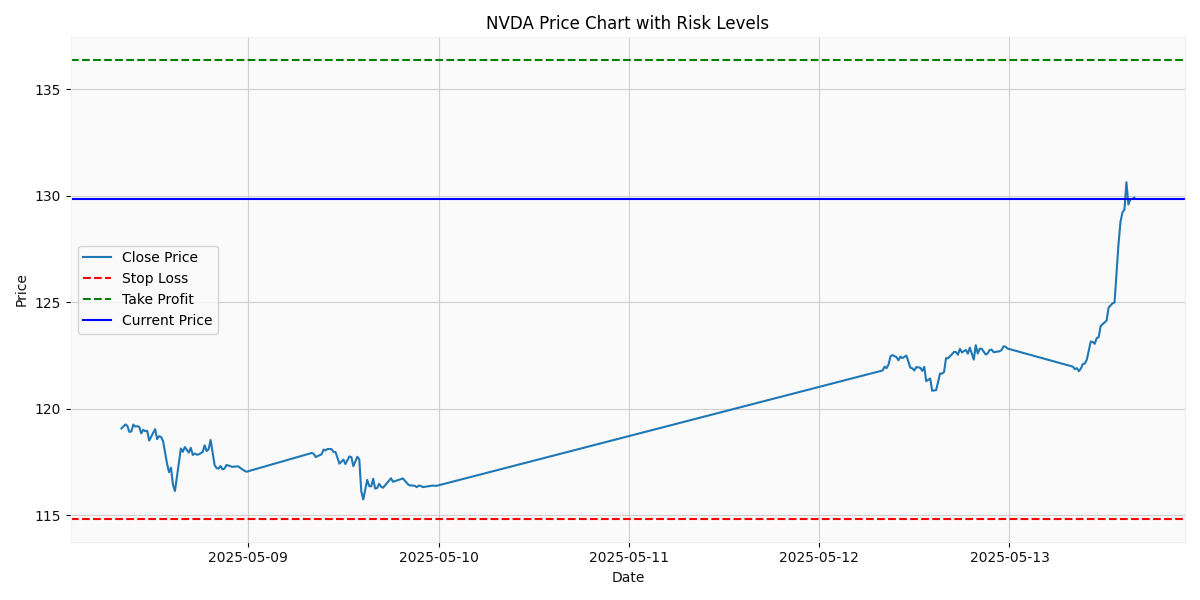 NVDA Price Chart with Risk Levels
135
130
125
120
115
Price
Close Price
Stop Loss
Take Profit
Current Price
2025-05-09
2025-05-10
2025-05-11
2025-05-12
2025-05-13
Date